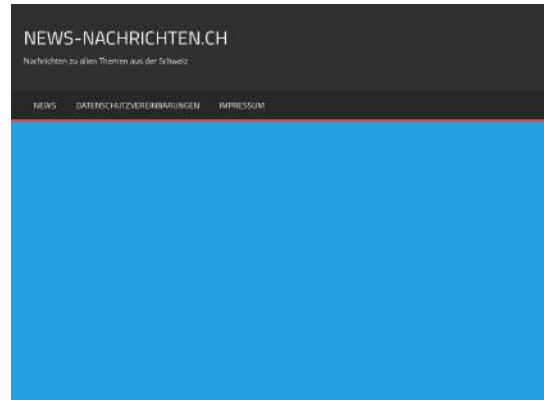 NEWS-NACHRICHTEN.CH
Nachrichten zu allen Themen aus der Schweiz
NEWS DATENSCHUTZVEREINBARUNGEN IMPRESSUM